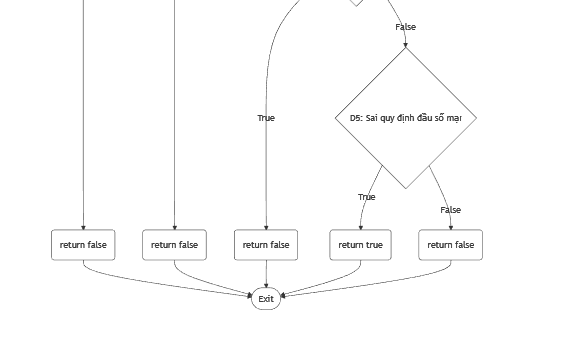 False
True
D5: Sai quy định đầu số mạng
True
False
return false
return false
return false
return true
return false
Exit